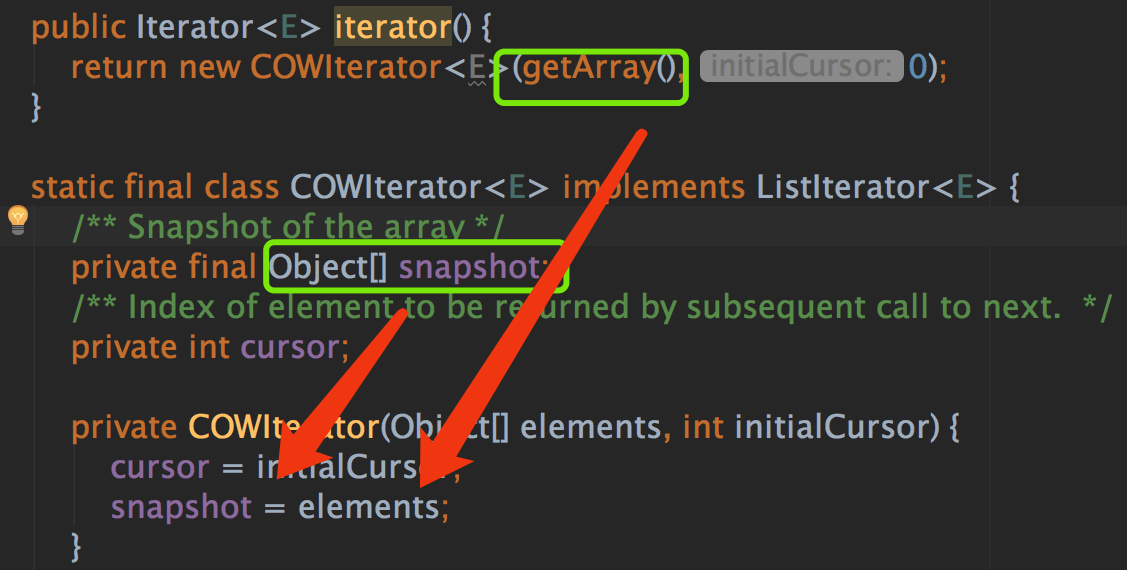 public Iterator<E> iterator() {
return new COWIterator<E>(getArray(), initialCursor: 0);
}
static final class COWIterator<E> implements ListIterator<E> {
/** Snapshot of the array */
private final Object[] snapshot;
/** Index of element to be returned by subsequent call to next.  */
private int cursor;
private COWIterator(Object[] elements, int initialCursor) {
cursor = initialCursor;
snapshot = elements;
}